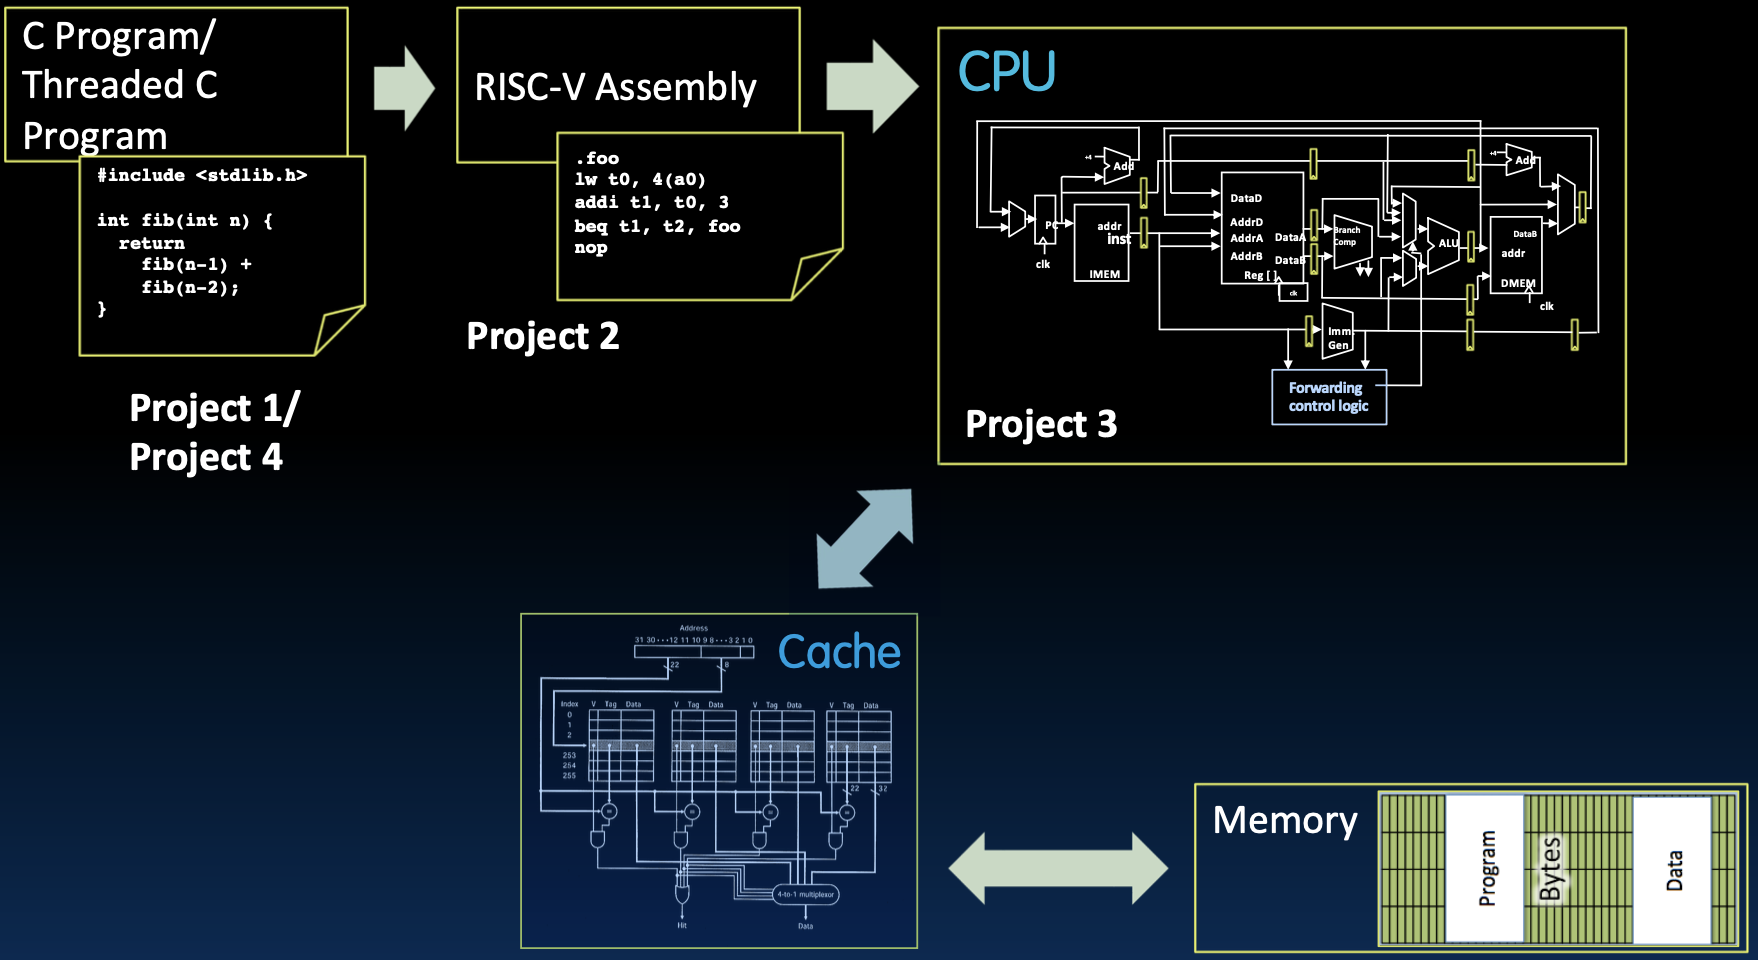 C Program/
Threaded C
Program
#include <stdlib.h>
int fib(int n) {
return
fib(n-1) +
fib(n-2);
}
Project 1/
Project 4
RISC-V Assembly
.foo
lw t0, 4(a0)
addi t1, t0, 3
beq t1, t2, foo
nop
Project 2
CPU
+4
Add
PC
clk
addr
inst
IMEM
DataD
AddrD
AddrA
DataA
AddrB
DataB
Reg [ ]
clk
Branch
Comp
ALU
+4
Add
DataB
addr
DMEM
clk
Imm
Gen
Forwarding
control logic
Project 3
Cache
Address
31 30 ··· 12 11 10 9 8 ··· 3 2 1 0
22
8
Index
V Tag Data
V Tag Data
V Tag Data
V Tag Data
0
1
2
253
254
255
22
32
=
=
=
=
4-to-1 multiplexor
Hit
Data
Memory
Program
Bytes
Data